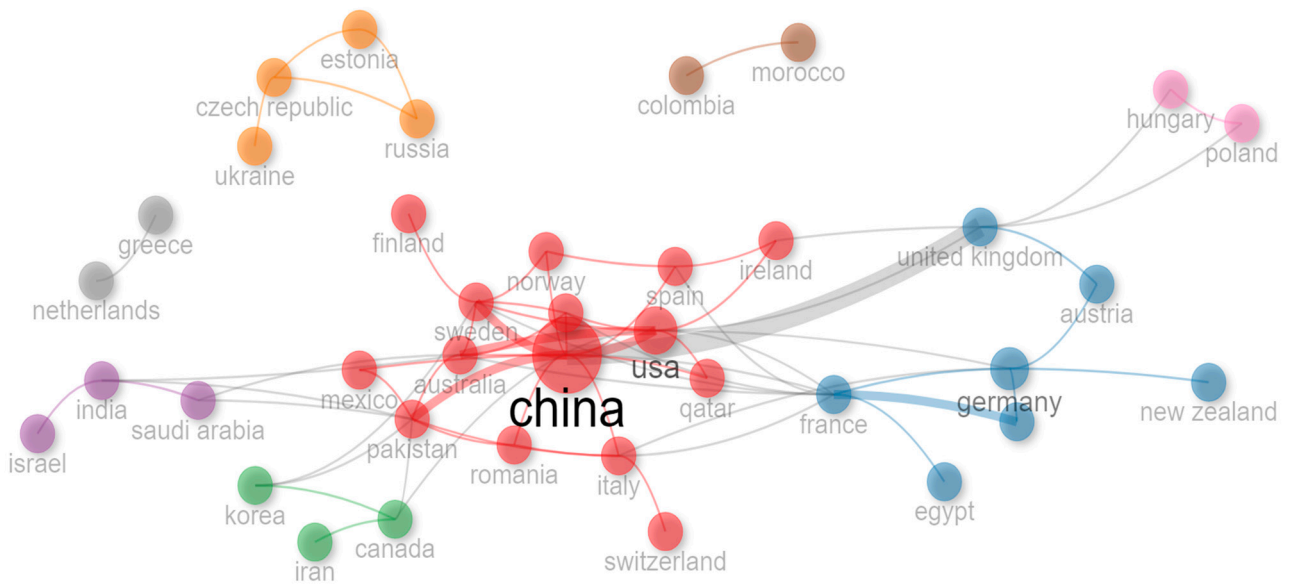 estonia
morocco
colombia
czech republic
hungary
russia
poland
ukraine
greece
finland
united kingdom
ireland
norway
spain
netherlands
austria
sweden
usa
australia
mexico
india
qatar
germany
new zealand
china
france
saudi arabia
pakistan
israel
romania
italy
korea
egypt
canada
switzerland
iran